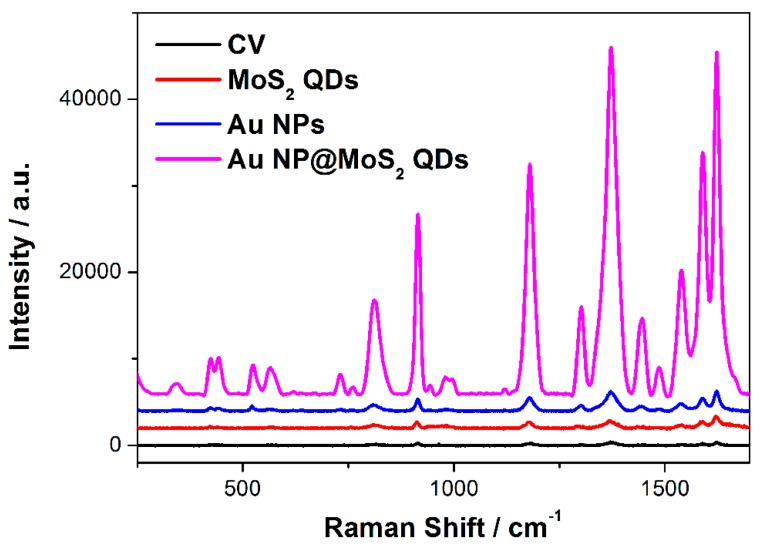 CV
MoS2 QDs
Au NPs
Au NP@MoS2 QDs
40000
20000
0
Intensity / a.u.
500
1000
1500
Raman Shift / cm-1